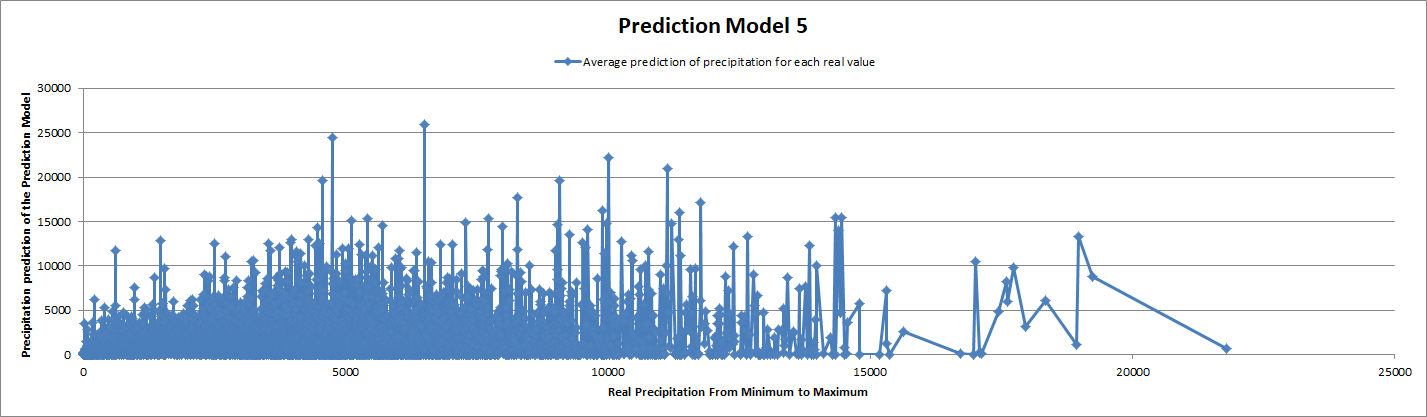 Prediction Model 5
Average prediction of precipitation for each real value
Precipitation prediction of the Prediction Model
30000
25000
20000
15000
10000
5000
0
0 5000 10000 15000 20000 25000
Real Precipitation From Minimum to Maximum